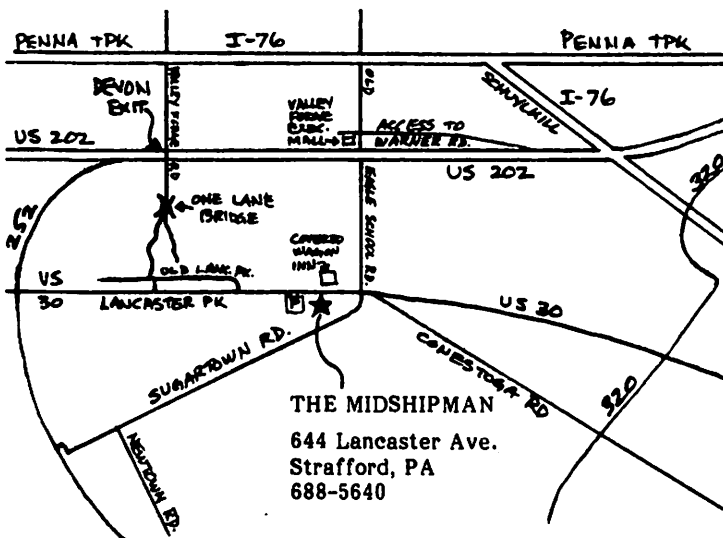 PENNA TPK
I-76
PENNA TPK
VALLEY FORGE RD
OLD
EAGLE SCHOOL RD.
SCHUYLKILL
I-76
DEVON
EXIT
VALLEY
FORGE
EXEC.
MALL
ACCESS TO
WARNER RD.
US 202
US 202
320
252
ONE LANE
BRIDGE
COVERED
WAGON
INN
OLD LANC PK.
US
30
LANCASTER PK
P
US 30
SUGARTOWN RD.
CONESTOGA RD
320
NEWTOWN RD.
THE MIDSHIPMAN
644 Lancaster Ave.
Strafford, PA
688-5640